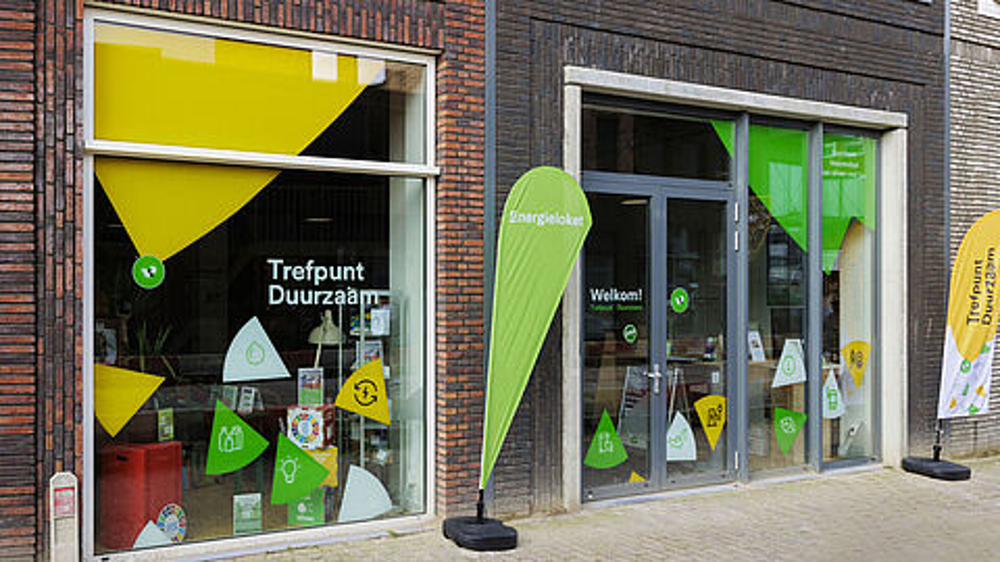 Trefpunt
Duurzaam
Energieloket
Welkom!
Trefpunt Duurzaam
Trefpunt
Duurzaam